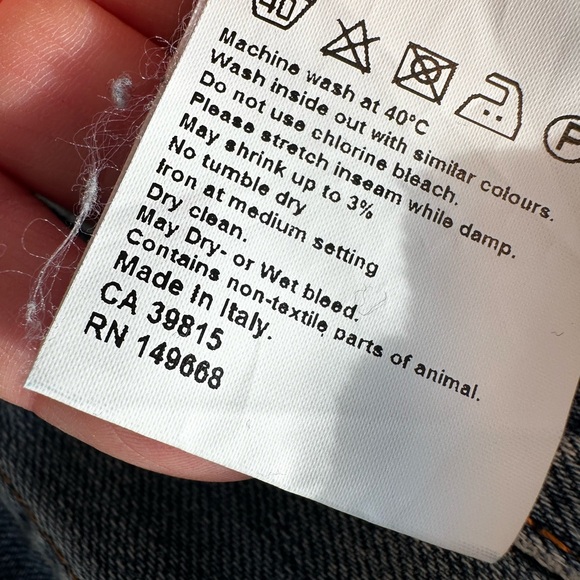 40
Machine wash at 40°C
Wash inside out with similar colours.
Do not use chlorine bleach.
Please stretch inseam while damp.
May shrink up to 3%
No tumble dry
Iron at medium setting
Dry clean.
May Dry- or Wet bleed.
Contains non-textile parts of animal.
Made in Italy.
CA 39815
RN 149668